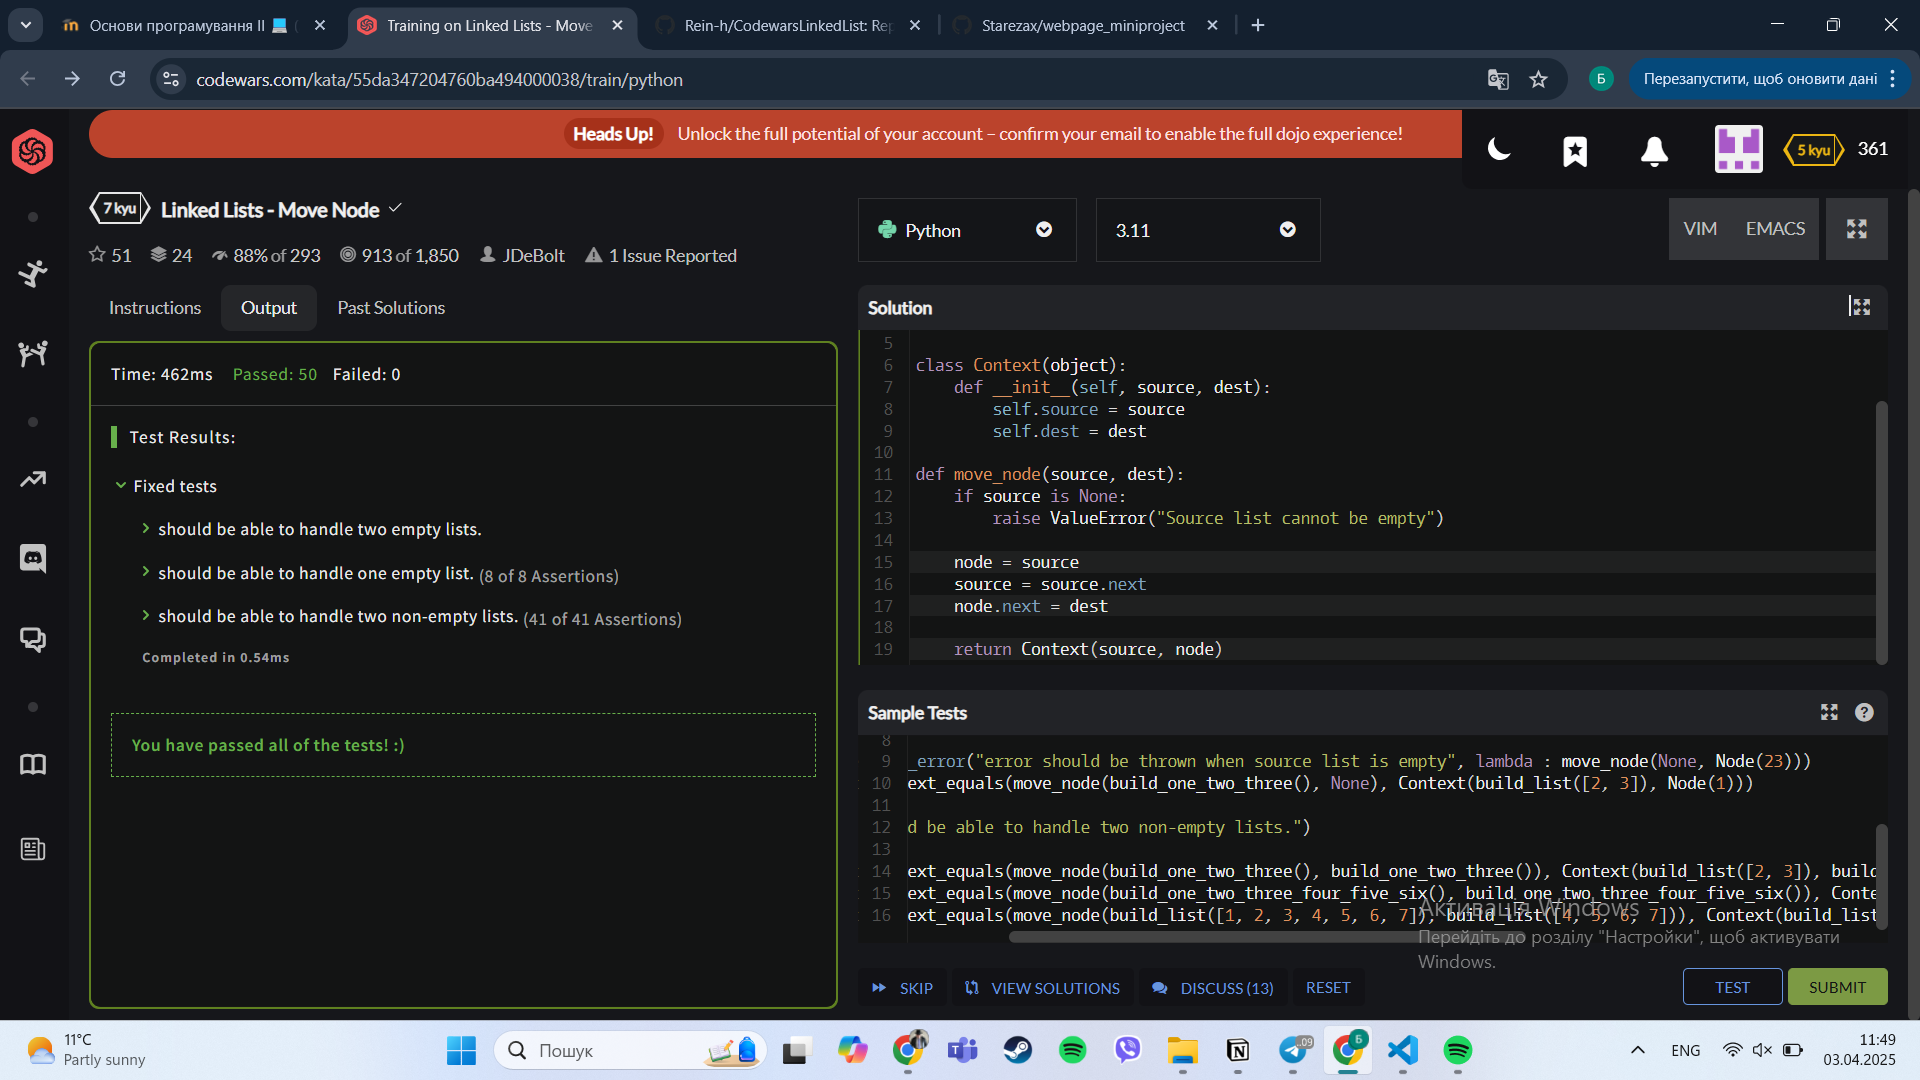 Основи програмування II 💻 (
Training on Linked Lists - Move
Rein-h/CodewarsLinkedList: Rep
Starezax/webpage_miniproject
codewars.com/kata/55da347204760ba494000038/train/python
Б
Перезапустити, щоб оновити дані
Heads Up! Unlock the full potential of your account – confirm your email to enable the full dojo experience!
5 kyu 361
7 kyu Linked Lists - Move Node
51 24 88% of 293 913 of 1,850 JDeBolt 1 Issue Reported
Python
3.11
VIM EMACS
Instructions Output Past Solutions
Time: 462ms Passed: 50 Failed: 0
Test Results:
Fixed tests
should be able to handle two empty lists.
should be able to handle one empty list. (8 of 8 Assertions)
should be able to handle two non-empty lists. (41 of 41 Assertions)
Completed in 0.54ms
You have passed all of the tests! :)
Solution
5
6 class Context(object):
7 def __init__(self, source, dest):
8 self.source = source
9 self.dest = dest
10
11 def move_node(source, dest):
12 if source is None:
13 raise ValueError("Source list cannot be empty")
14
15 node = source
16 source = source.next
17 node.next = dest
18
19 return Context(source, node)
Sample Tests
8
9 _error("error should be thrown when source list is empty", lambda : move_node(None, Node(23)))
10 ext_equals(move_node(build_one_two_three(), None), Context(build_list([2, 3]), Node(1)))
11
12 d be able to handle two non-empty lists.")
13
14 ext_equals(move_node(build_one_two_three(), build_one_two_three()), Context(build_list([2, 3]), build
15 ext_equals(move_node(build_one_two_three_four_five_six(), build_one_two_three_four_five_six()), Conte
16 ext_equals(move_node(build_list([1, 2, 3, 4, 5, 6, 7]), build_list([4, 5, 6, 7])), Context(build_list
Активація Windows
Перейдіть до розділу "Настройки", щоб активувати
Windows.
SKIP VIEW SOLUTIONS DISCUSS (13) RESET
TEST SUBMIT
11°C
Partly sunny
Пошук
.09
Б
ENG
11:49
03.04.2025